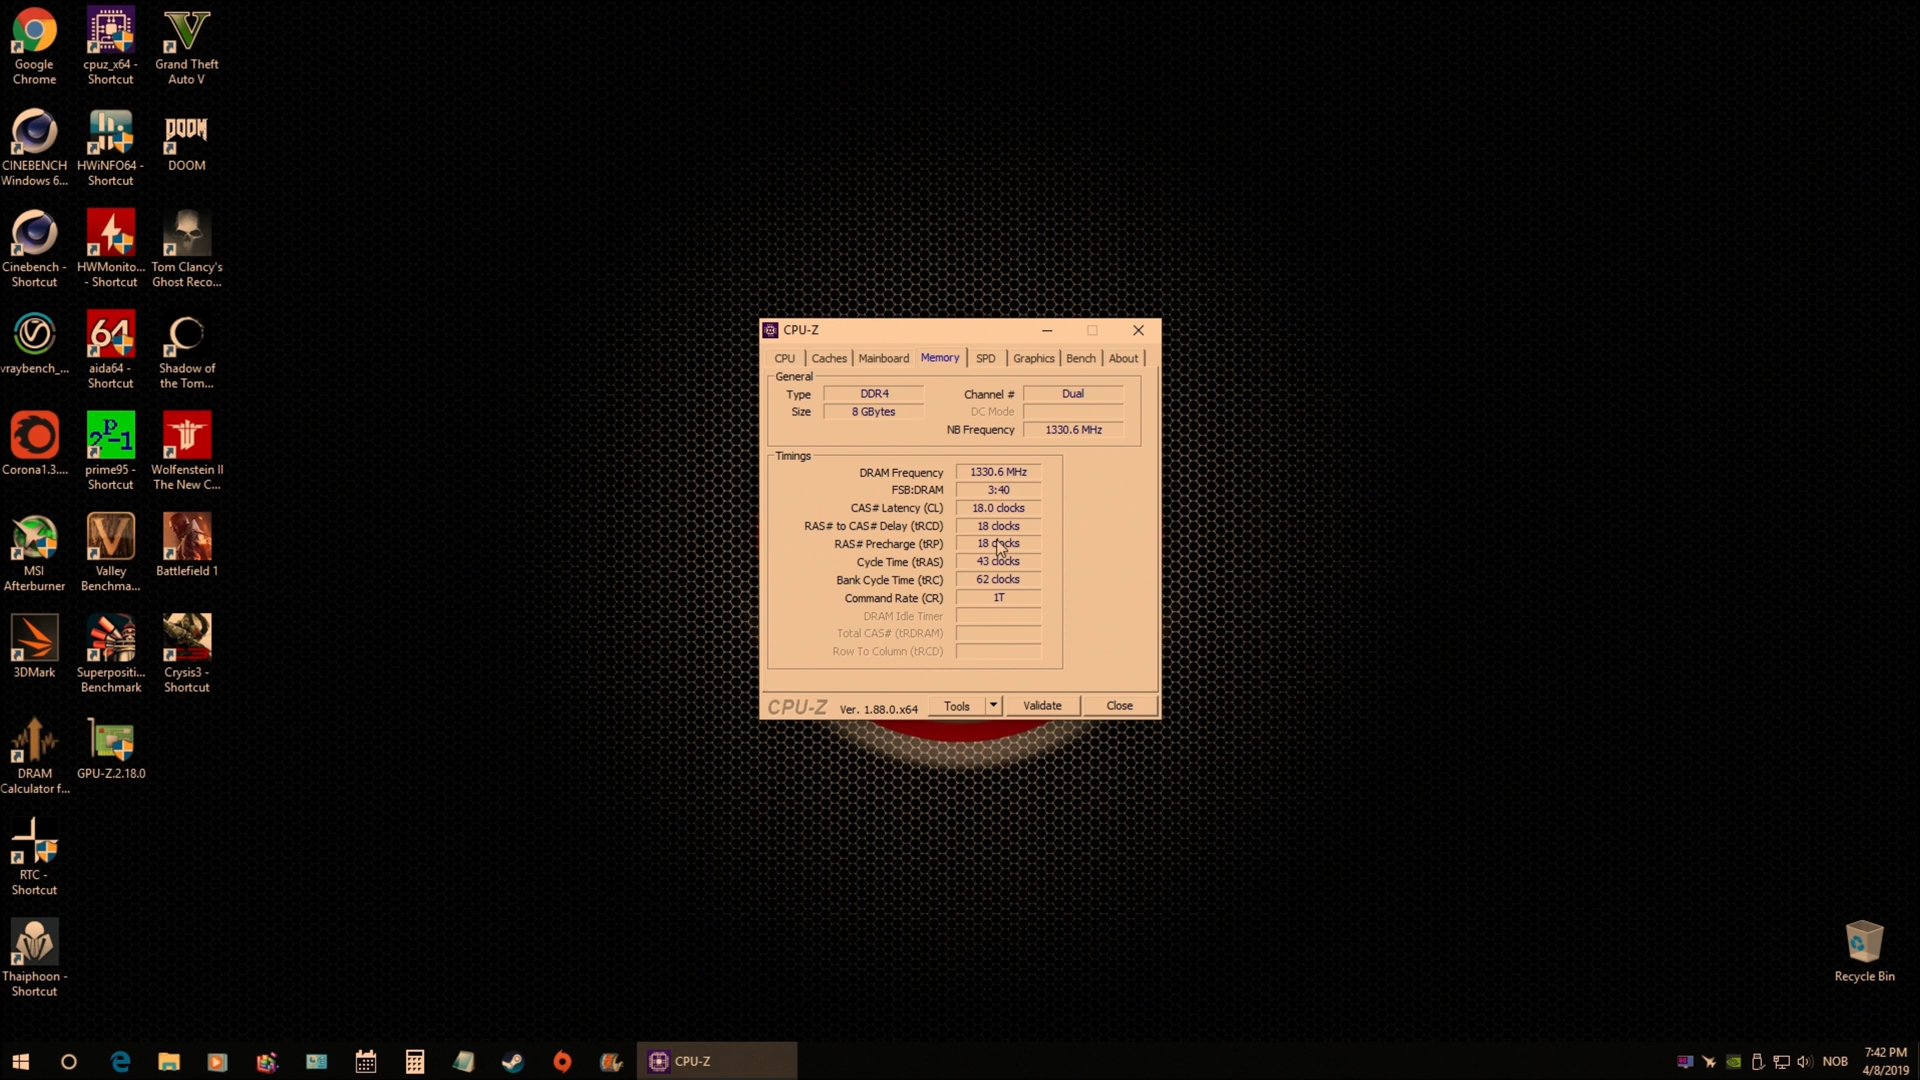 Google
Chrome
cpuz_x64 -
Shortcut
Grand Theft
Auto V
CINEBENCH
Windows 6...
HWiNFO64 -
Shortcut
DOOM
DOOM
Cinebench -
Shortcut
HWMonito...
- Shortcut
Tom Clancy's
Ghost Reco...
vraybench_...
64
aida64 -
Shortcut
Shadow of
the Tom...
Corona1.3....
2P-1
prime95 -
Shortcut
Wolfenstein II
The New C...
MSI
Afterburner
Valley
Benchma...
Battlefield 1
3DMark
Superpositi...
Benchmark
Crysis3 -
Shortcut
DRAM
Calculator f...
GPU-Z.2.18.0
RTC -
Shortcut
Thaiphoon -
Shortcut
CPU-Z
CPU Caches Mainboard Memory SPD Graphics Bench About
General
Type DDR4 Channel # Dual
Size 8 GBytes DC Mode
NB Frequency 1330.6 MHz
Timings
DRAM Frequency 1330.6 MHz
FSB:DRAM 3:40
CAS# Latency (CL) 18.0 clocks
RAS# to CAS# Delay (tRCD) 18 clocks
RAS# Precharge (tRP) 18 clocks
Cycle Time (tRAS) 43 clocks
Bank Cycle Time (tRC) 62 clocks
Command Rate (CR) 1T
DRAM Idle Timer
Total CAS# (tRDRAM)
Row To Column (tRCD)
CPU-Z Ver. 1.88.0.x64 Tools Validate Close
Recycle Bin
CPU-Z
NOB
7:42 PM
4/8/2019